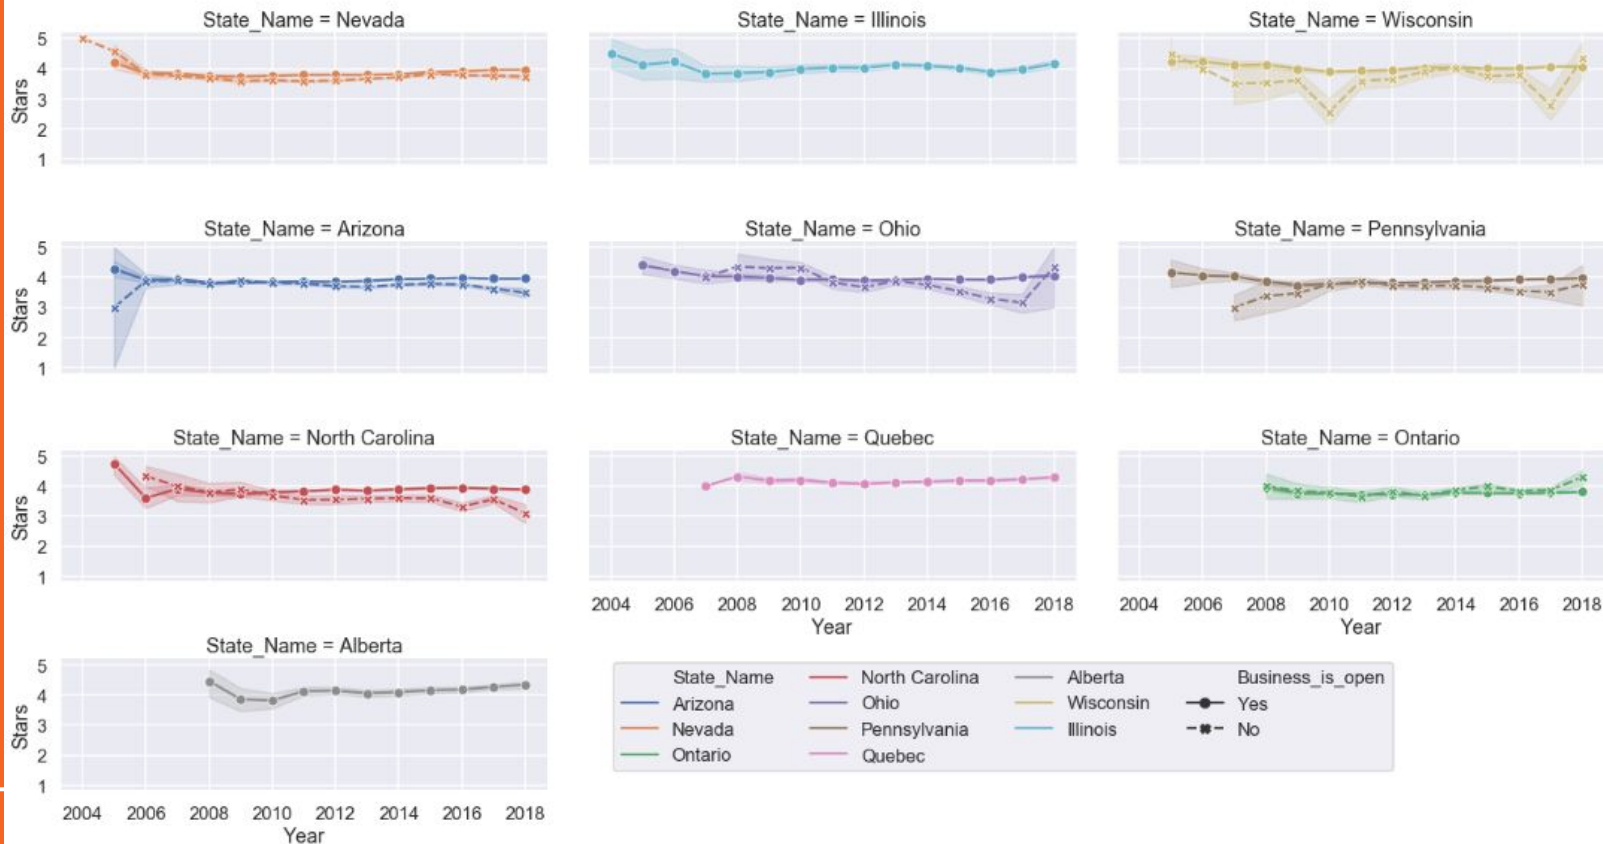 State_Name = Nevada
State_Name = Illinois
State_Name = Wisconsin
5
4
3
2
1
Stars
State_Name = Arizona
State_Name = Ohio
State_Name = Pennsylvania
5
4
3
2
1
Stars
State_Name = North Carolina
State_Name = Quebec
State_Name = Ontario
5
4
3
2
1
Stars
2004 2006 2008 2010 2012 2014 2016 2018
Year
2004 2006 2008 2010 2012 2014 2016 2018
Year
State_Name = Alberta
5
4
3
2
1
Stars
2004 2006 2008 2010 2012 2014 2016 2018
Year
State_Name
Arizona
Nevada
Ontario
North Carolina
Ohio
Pennsylvania
Quebec
Alberta
Wisconsin
Illinois
Business_is_open
Yes
No